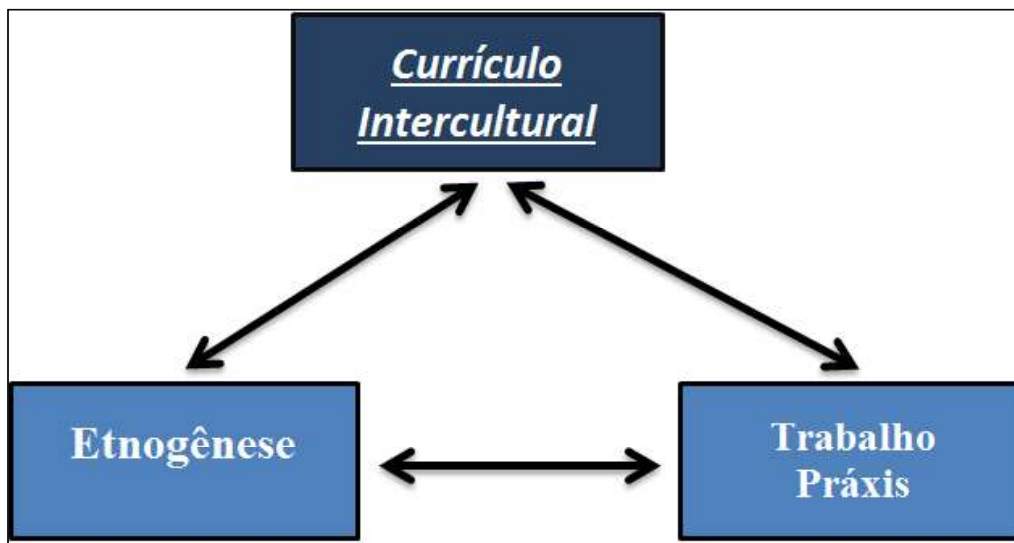 Currículo
Intercultural
Etnogênese
Trabalho
Práxis